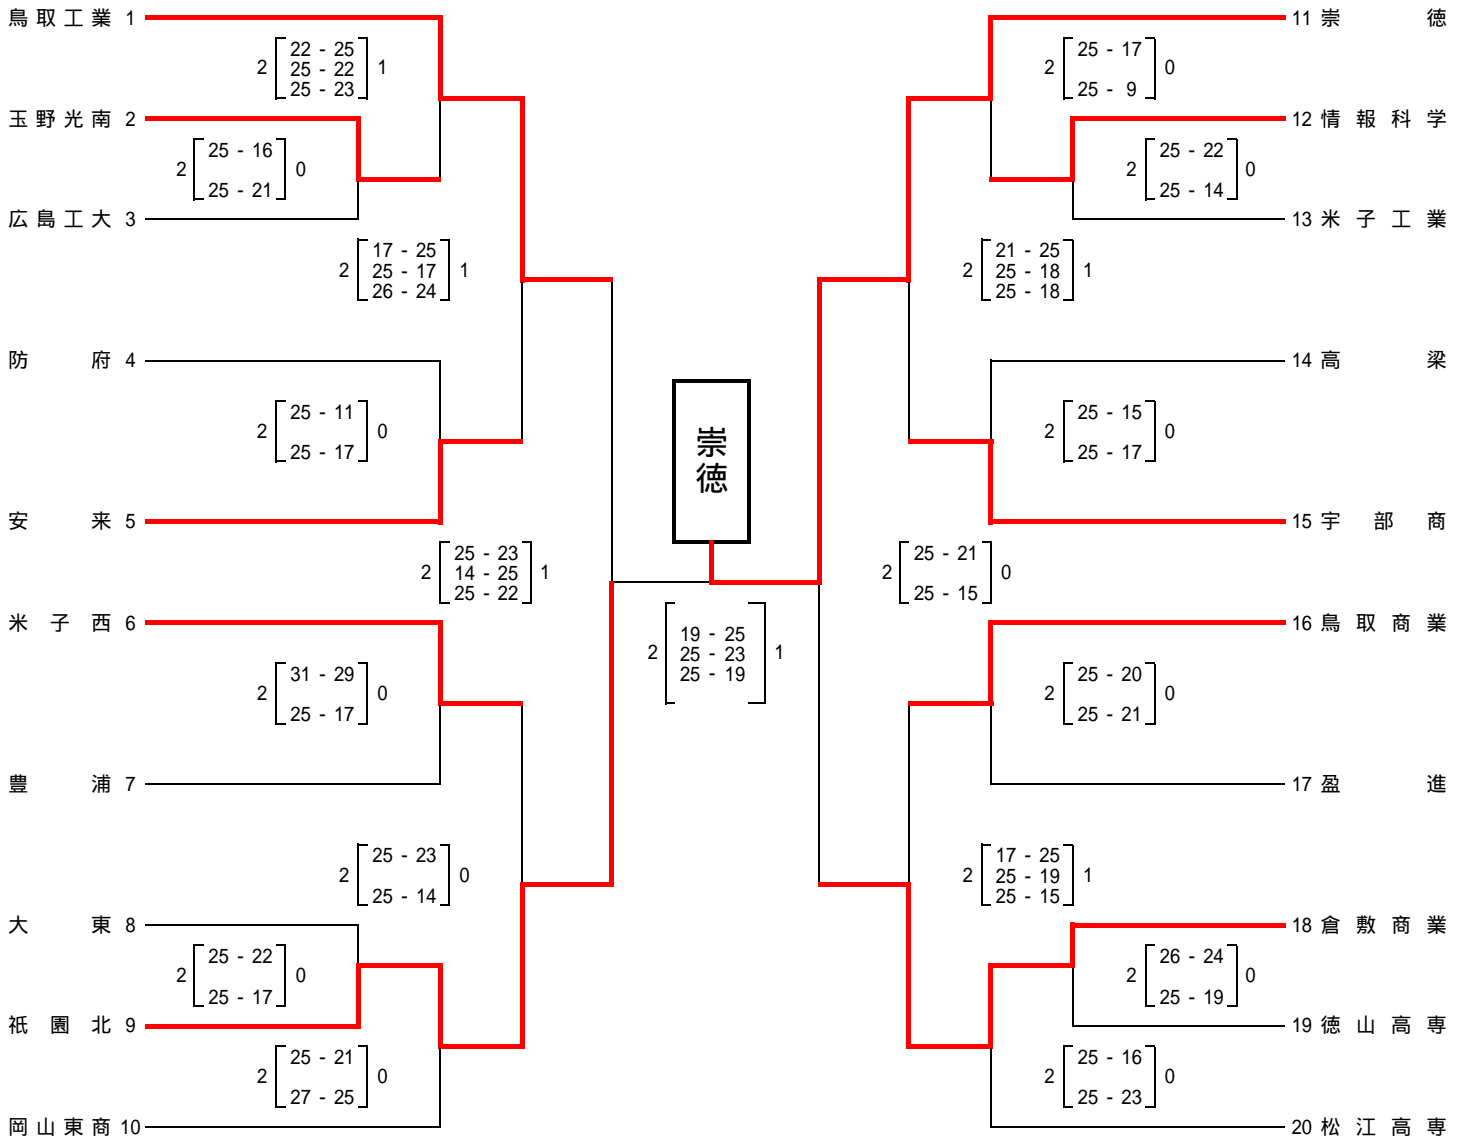 鳥取工業 1
2 22 - 25 1
25 - 22
25 - 23
玉野光南 2
2 25 - 16 0
25 - 21
広島工大 3
2 17 - 25 1
25 - 17
26 - 24
防府 4
2 25 - 11 0
25 - 17
安来 5
2 25 - 23 1
14 - 25
25 - 22
米子西 6
2 31 - 29 0
25 - 17
豊浦 7
2 25 - 23 0
25 - 14
大東 8
2 25 - 22 0
25 - 17
祇園北 9
2 25 - 21 0
27 - 25
岡山東商 10
崇徳
2 19 - 25 1
25 - 23
25 - 19
11 崇徳
2 25 - 17 0
25 - 9
12 情報科学
2 25 - 22 0
25 - 14
13 米子工業
2 21 - 25 1
25 - 18
25 - 18
14 高梁
2 25 - 15 0
25 - 17
15 宇部商
2 25 - 21 0
25 - 15
16 鳥取商業
2 25 - 20 0
25 - 21
17 盈進
2 17 - 25 1
25 - 19
25 - 15
18 倉敷商業
2 26 - 24 0
25 - 19
19 徳山高専
2 25 - 16 0
25 - 23
20 松江高専